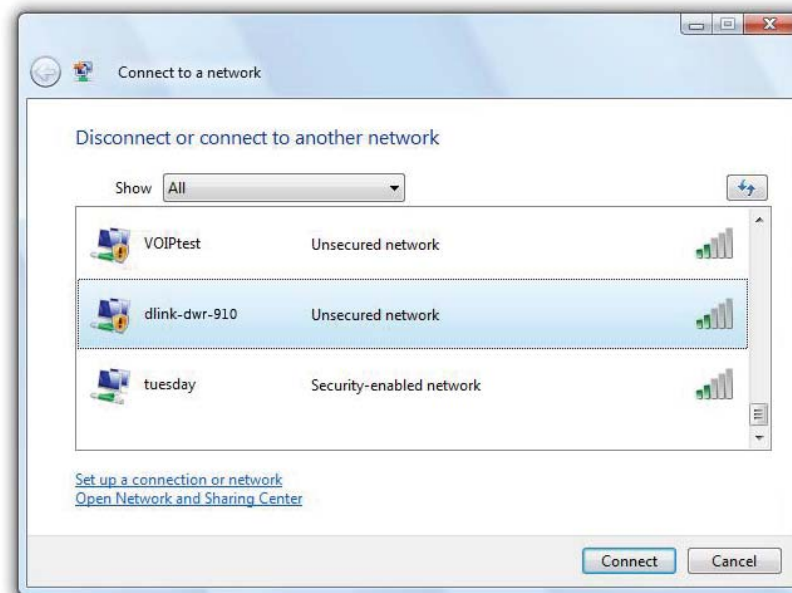 Connect to a network
Disconnect or connect to another network
Show All
VOIPtest Unsecured network
dlink-dwr-910 Unsecured network
tuesday Security-enabled network
Set up a connection or network
Open Network and Sharing Center
Connect Cancel